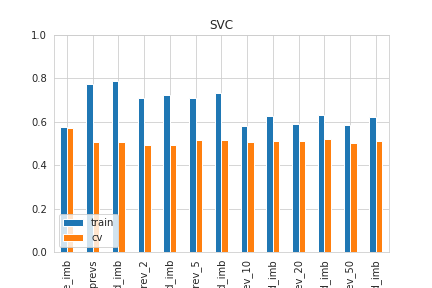 SVC
1.0
0.8
0.6
0.4
0.2
0.0
train
cv
e_imb
prevs
d_imb
rev_2
d_imb
rev_5
d_imb
ev_10
d_imb
ev_20
d_imb
ev_50
d_imb